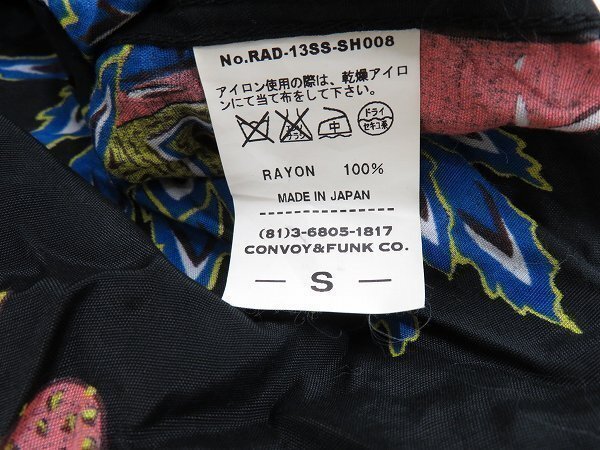 No.RAD-13SS-SH008
アイロン使用の際は、乾燥アイロ
ンにて当て布をして下さい。
中
ドライ
セキユ系
RAYON 100%
MADE IN JAPAN
(81)3-6805-1817
CONVOY&FUNK CO.
— S —